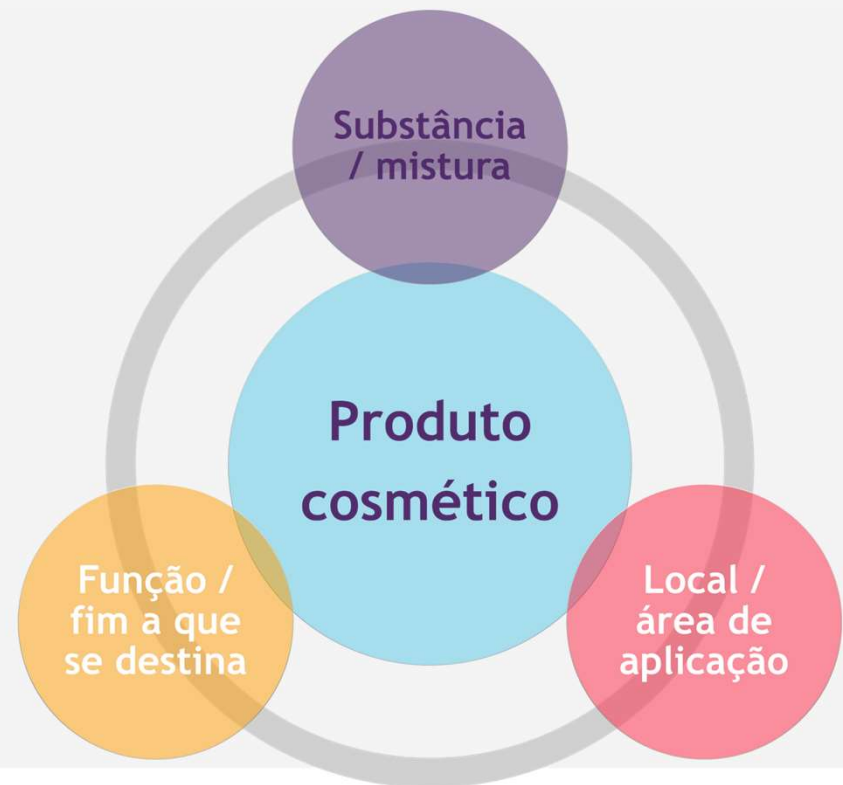 Substância
/ mistura
Produto
cosmético
Função /
fim a que
se destina
Local /
área de
aplicação